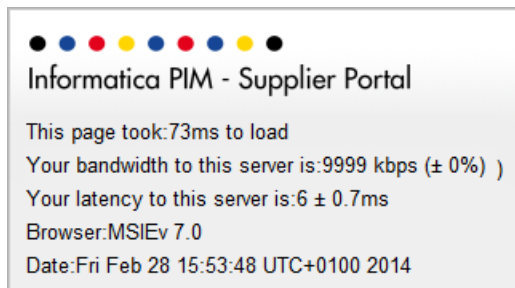 Informatica PIM - Supplier Portal
This page took:73ms to load
Your bandwidth to this server is:9999 kbps (± 0%) )
Your latency to this server is:6 ± 0.7ms
Browser:MSIEv 7.0
Date:Fri Feb 28 15:53:48 UTC+0100 2014